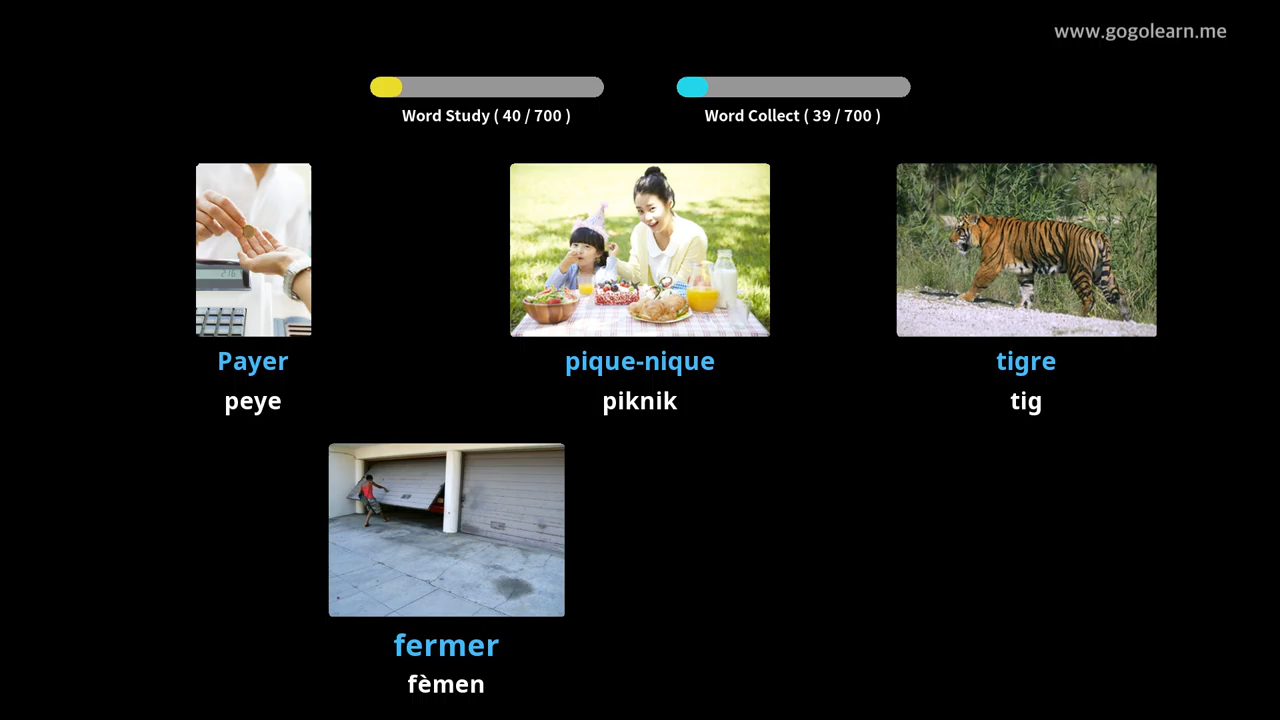 www.gogolearn.me
Word Study ( 40 / 700 )
Word Collect ( 39 / 700 )
Payer
peye
pique-nique
piknik
tigre
tig
fermer
fèmen